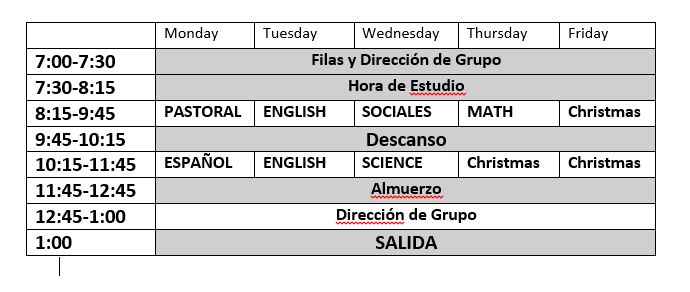 Monday Tuesday Wednesday Thursday Friday
7:00-7:30 Filas y Dirección de Grupo
7:30-8:15 Hora de Estudio
8:15-9:45 PASTORAL ENGLISH SOCIALES MATH Christmas
9:45-10:15 Descanso
10:15-11:45 ESPAÑOL ENGLISH SCIENCE Christmas Christmas
11:45-12:45 Almuerzo
12:45-1:00 Dirección de Grupo
1:00 SALIDA